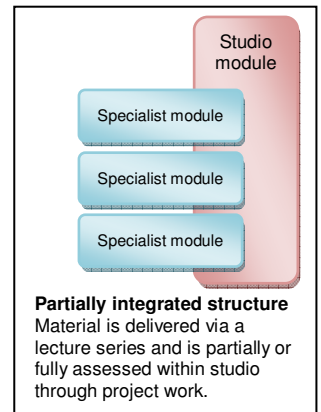 Studio
module
Specialist module
Specialist module
Specialist module
Partially integrated structure
Material is delivered via a
lecture series and is partially or
fully assessed within studio
through project work.